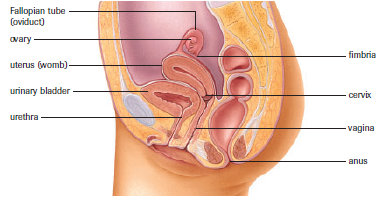 Fallopian tube
(oviduct)
ovary
uterus (womb)
urinary bladder
urethra
fimbria
cervix
vagina
anus